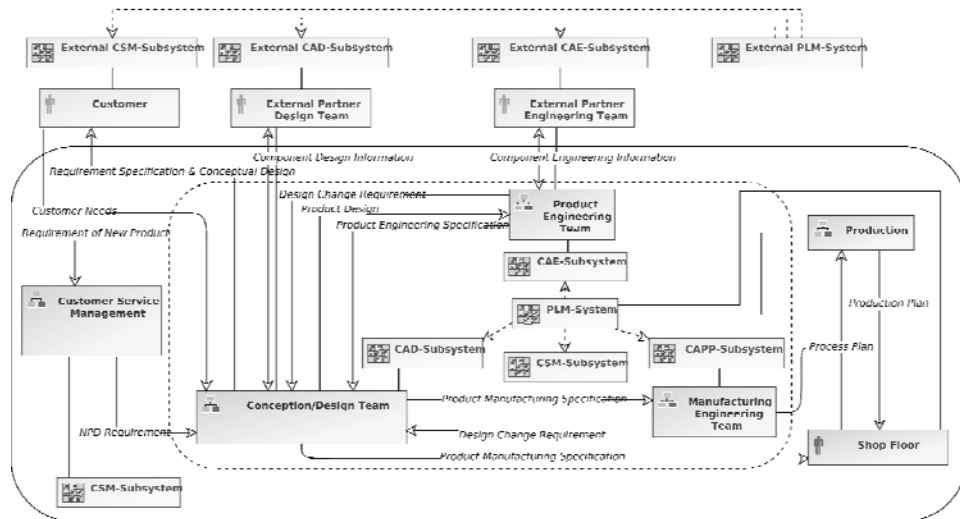 External CSM-Subsystem
External CAD-Subsystem
External CAE-Subsystem
External PLM-System
Customer
External Partner
Design Team
External Partner
Engineering Team
Component Design Information
Component Engineering Information
Requirement Specification & Conceptual Design
Design Change Requirement
Product Design
Product Engineering Specification
Product
Engineering
Team
Customer Needs
Requirement of New Product
Production
CAE-Subsystem
Customer Service
Management
PLM-System
Production Plan
CAD-Subsystem
CSM-Subsystem
CAPP-Subsystem
Process Plan
Conception/Design Team
Product Manufacturing Specification
Manufacturing
Engineering
Team
NPD Requirement
Design Change Requirement
Product Manufacturing Specification
Shop Floor
CSM-Subsystem